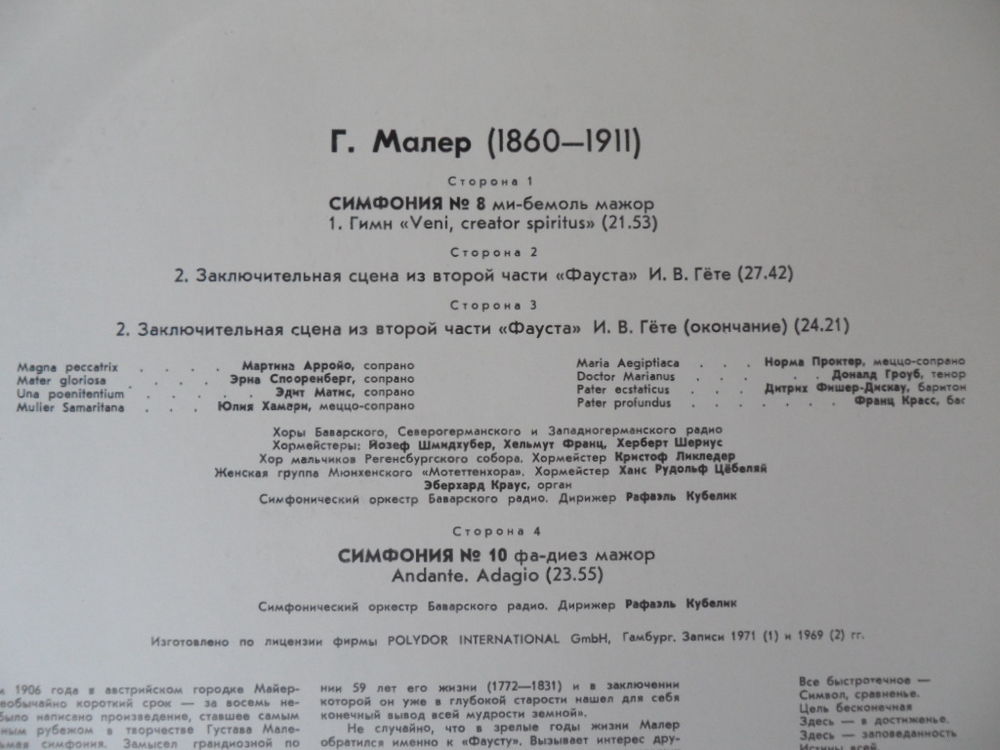 Г. Малер (1860—1911)
Сторона 1
СИМФОНИЯ № 8 ми-бемоль мажор
1. Гимн «Veni, creator spiritus» (21.53)
Сторона 2
2. Заключительная сцена из второй части «Фауста» И. В. Гёте (27.42)
Сторона 3
2. Заключительная сцена из второй части «Фауста» И. В. Гёте (окончание) (24.21)
Magna peccatrix . . . . Мартина Арройо, сопрано
Mater gloriosa . . . . Эрна Спооренберг, сопрано
Una poenitentium . . . . Эдит Матис, сопрано
Mulier Samaritana . . . Юлия Хамари, меццо-сопрано
Maria Aegiptiaca . . . Норма Проктер, меццо-сопрано
Doctor Marianus . . . . . Доналд Гроуб, тенор
Pater ecstaticus . . . Дитрих Фишер-Дискау, баритон
Pater profundus . . . . . . . Франц Красс, бас
Хоры Баварского, Северогерманского и Западногерманского радио
Хормейстеры: Йозеф Шмидхубер, Хельмут Франц, Херберт Шернус
Хор мальчиков Регенсбургского собора. Хормейстер Кристоф Ликледер
Женская группа Мюнхенского «Мотеттенхора». Хормейстер Ханс Рудольф Цёбеляй
Эберхард Краус, орган
Симфонический оркестр Баварского радио. Дирижер Рафаэль Кубелик
Сторона 4
СИМФОНИЯ № 10 фа-диез мажор
Andante. Adagio (23.55)
Симфонический оркестр Баварского радио. Дирижер Рафаэль Кубелик
Изготовлено по лицензии фирмы POLYDOR INTERNATIONAL GmbH, Гамбург. Записи 1971 (1) и 1969 (2) гг.
1906 года в австрийском городке Майер-
необычайно короткий срок — за восемь не-
было написано произведение, ставшее самым
рубежом в творчестве Густава Мале-
симфония. Замысел грандиозной по
нии 59 лет его жизни (1772—1831) и в заключении
которой он уже в глубокой старости нашел для себя
конечный вывод всей мудрости земной».
Не случайно, что в зрелые годы жизни Малер
обратился именно к «Фаусту». Вызывает интерес дру-
Все быстротечное —
Символ, сравненье.
Цель бесконечная
Здесь — в достиженье.
Здесь — заповеданность
Истины всей.